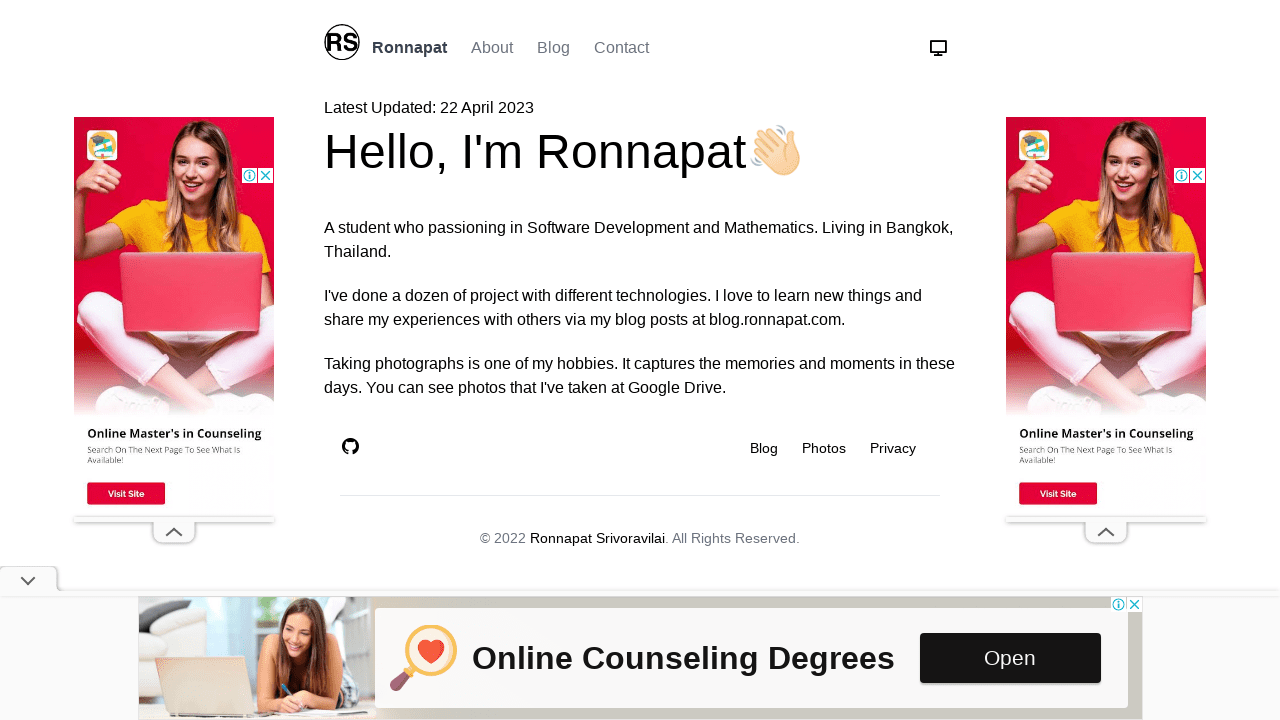 RS
Ronnapat About Blog Contact
Latest Updated: 22 April 2023
Hello, I'm Ronnapat👋🏻
A student who passioning in Software Development and Mathematics. Living in Bangkok,
Thailand.
I've done a dozen of project with different technologies. I love to learn new things and
share my experiences with others via my blog posts at blog.ronnapat.com.
Taking photographs is one of my hobbies. It captures the memories and moments in these
days. You can see photos that I've taken at Google Drive.
Blog Photos Privacy
© 2022 Ronnapat Srivoravilai. All Rights Reserved.
Online Master's in Counseling
Search On The Next Page To See What Is
Available!
Visit Site
Online Master's in Counseling
Search On The Next Page To See What Is
Available!
Visit Site
Online Counseling Degrees
Open